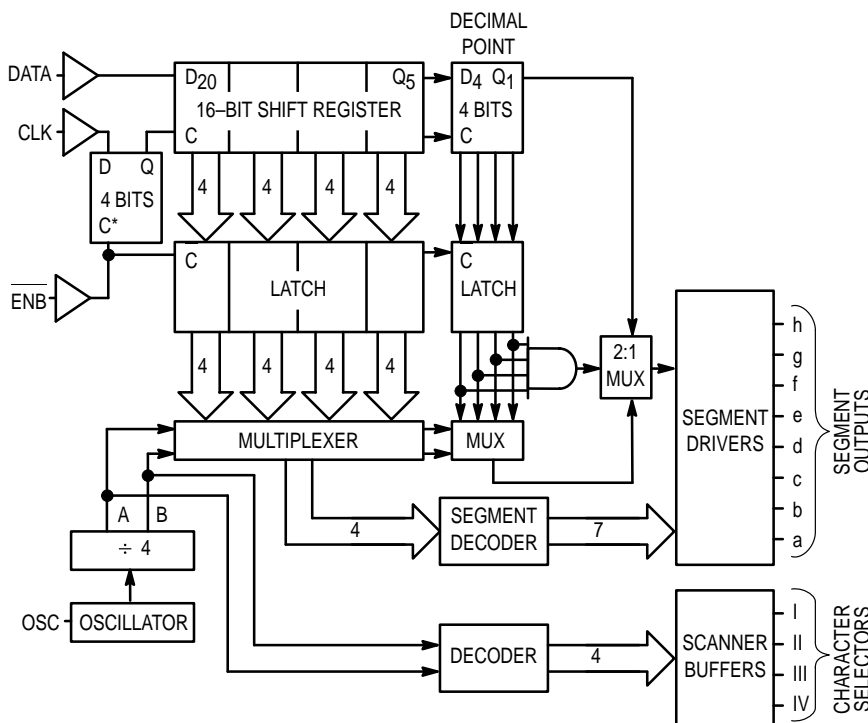 DECIMAL
POINT
DATA
D20
Q5
D4 Q1
16–BIT SHIFT REGISTER
4 BITS
CLK
C
C
D Q
4 BITS
C*
4
4
4
4
ENB
C
LATCH
C
LATCH
4
4
4
4
2:1
MUX
MULTIPLEXER
MUX
SEGMENT
DRIVERS
h
g
f
e
d
c
b
a
SEGMENT
OUTPUTS
A B
÷ 4
4
SEGMENT
DECODER
7
OSC
OSCILLATOR
DECODER
4
SCANNER
BUFFERS
I
II
III
IV
CHARACTER
SELECTORS